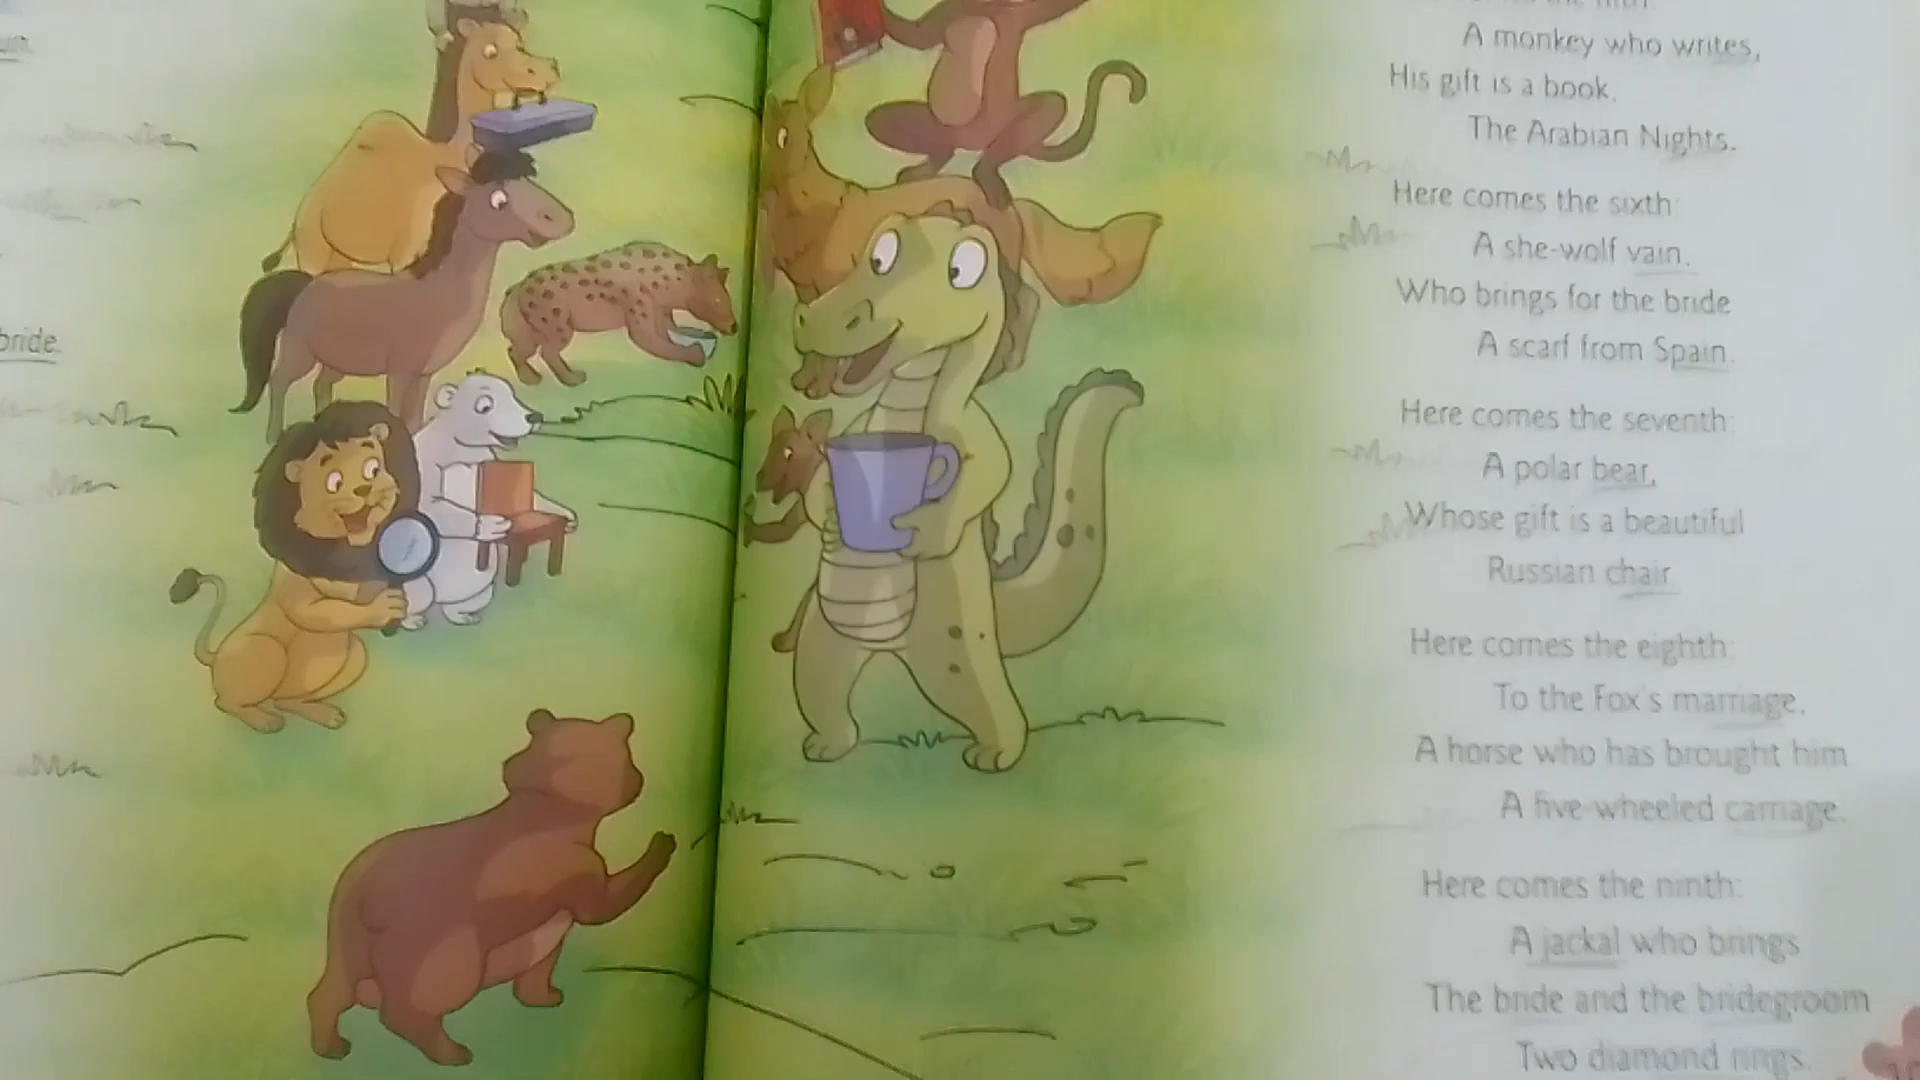 bride.
A monkey who writes,
His gift is a book.
The Arabian Nights.
Here comes the sixth:
A she-wolf vain.
Who brings for the bride
A scarf from Spain.
Here comes the seventh:
A polar bear,
Whose gift is a beautiful
Russian chair
Here comes the eighth:
To the Fox's marriage.
A horse who has brought him
A five-wheeled carriage.
Here comes the ninth:
A jackal who brings
The bride and the bridegroom
Two diamond rings.